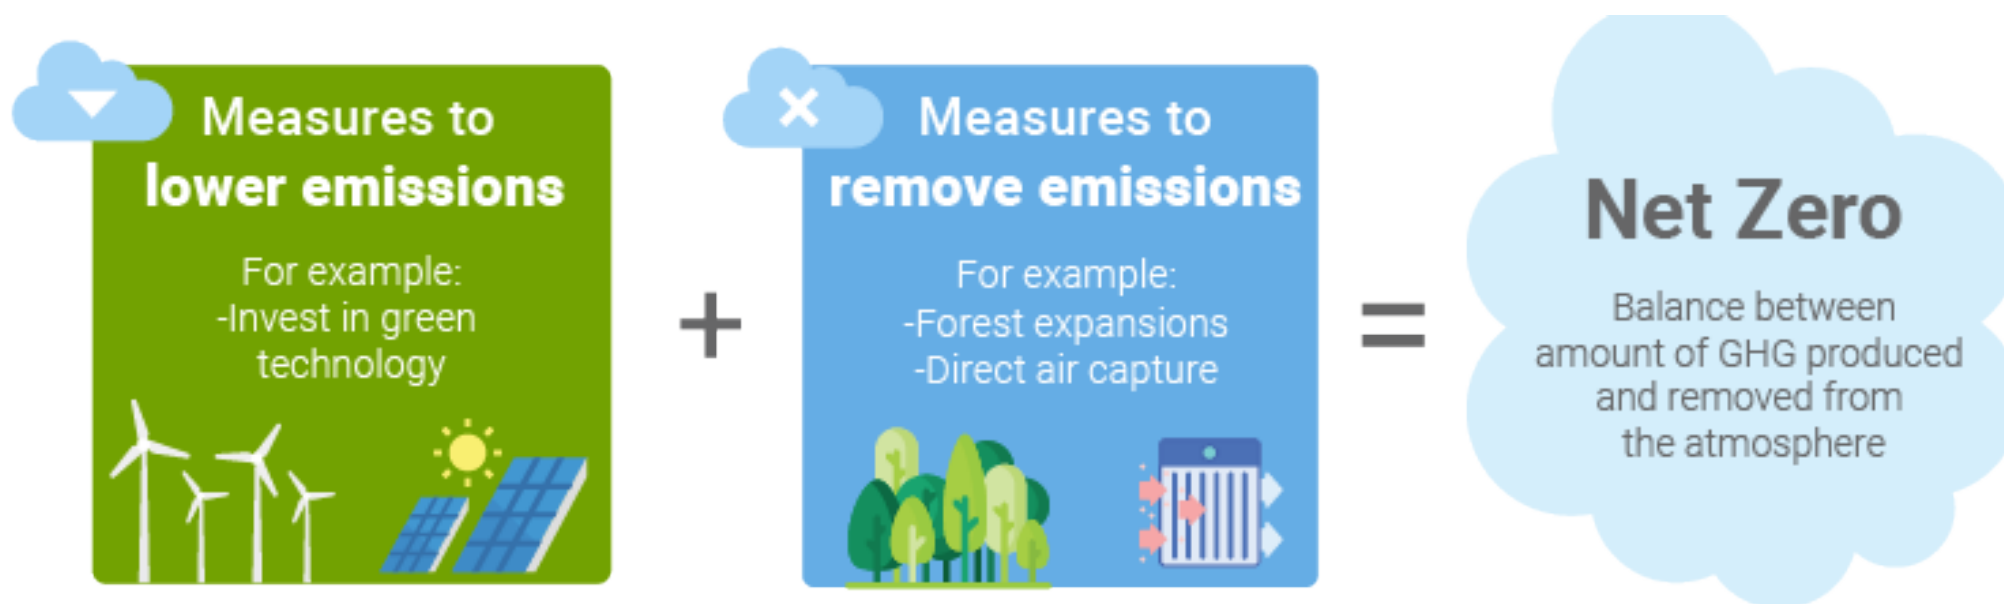 Measures to
lower emissions
For example:
-Invest in green
technology
+
Measures to
remove emissions
For example:
-Forest expansions
-Direct air capture
=
Net Zero
Balance between
amount of GHG produced
and removed from
the atmosphere